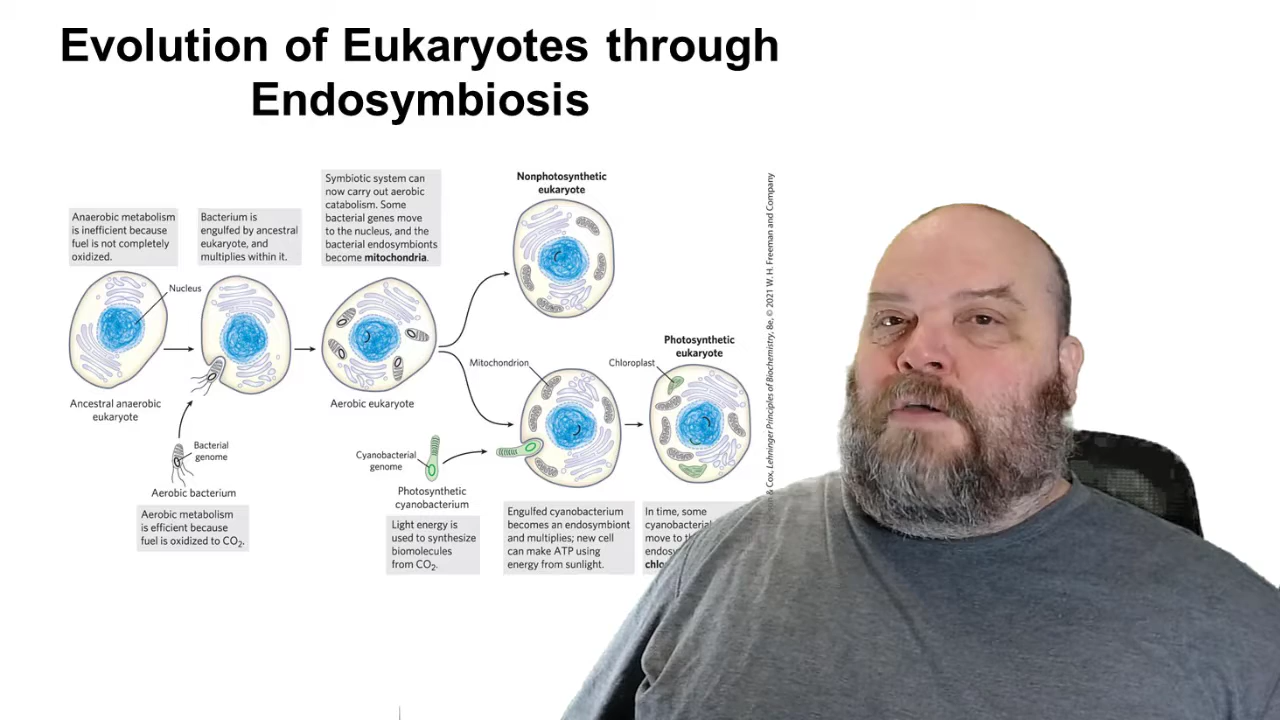 Evolution of Eukaryotes through
Endosymbiosis
Anaerobic metabolism
is inefficient because
fuel is not completely
oxidized.
Bacterium is
engulfed by ancestral
eukaryote, and
multiplies within it.
Symbiotic system can
now carry out aerobic
catabolism. Some
bacterial genes move
to the nucleus, and the
bacterial endosymbionts
become mitochondria.
Nonphotosynthetic
eukaryote
Nucleus
Ancestral anaerobic
eukaryote
Aerobic eukaryote
Bacterial
genome
Aerobic bacterium
Aerobic metabolism
is efficient because
fuel is oxidized to CO₂.
Mitochondrion
Chloroplast
Photosynthetic
eukaryote
Cyanobacterial
genome
Photosynthetic
cyanobacterium
Light energy is
used to synthesize
biomolecules
from CO₂.
Engulfed cyanobacterium
becomes an endosymbiont
and multiplies; new cell
can make ATP using
energy from sunlight.
In time, some
cyanobacterial
move to
& Cox, Lehninger Principles of Biochemistry, 8e, © 2021 W. H. Freeman and Company